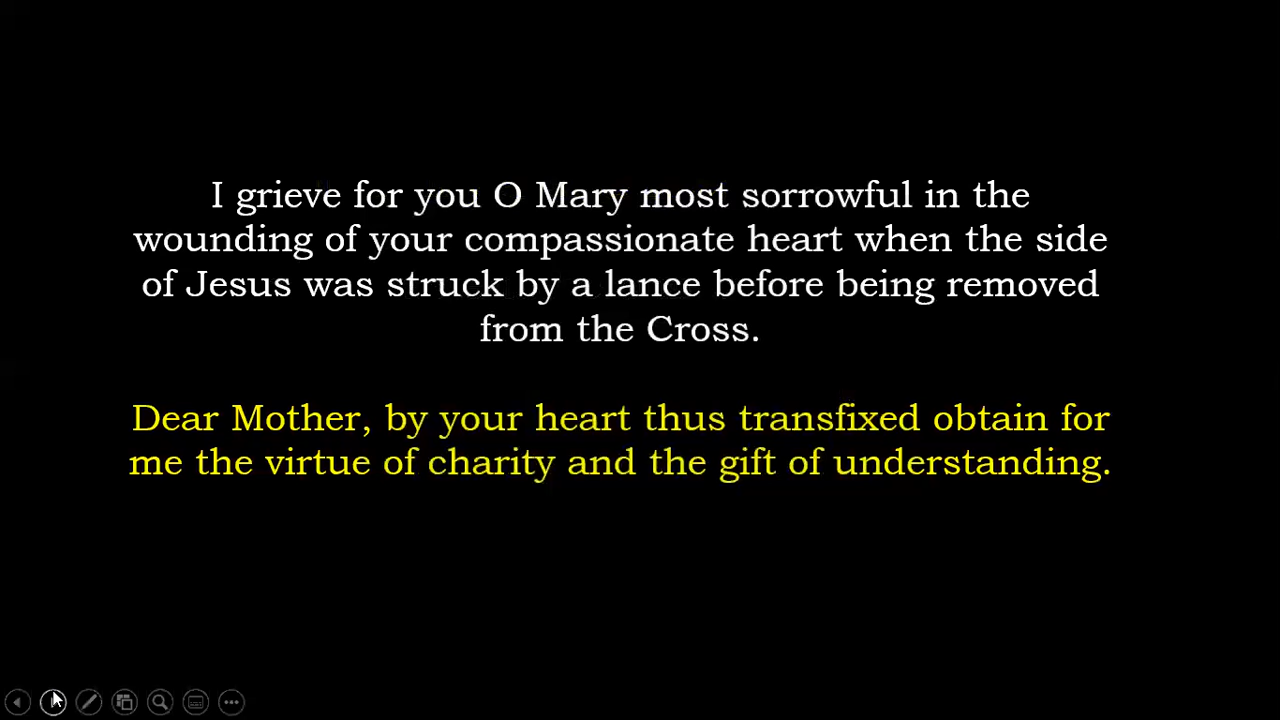 I grieve for you O Mary most sorrowful in the
wounding of your compassionate heart when the side
of Jesus was struck by a lance before being removed
from the Cross.
Dear Mother, by your heart thus transfixed obtain for
me the virtue of charity and the gift of understanding.